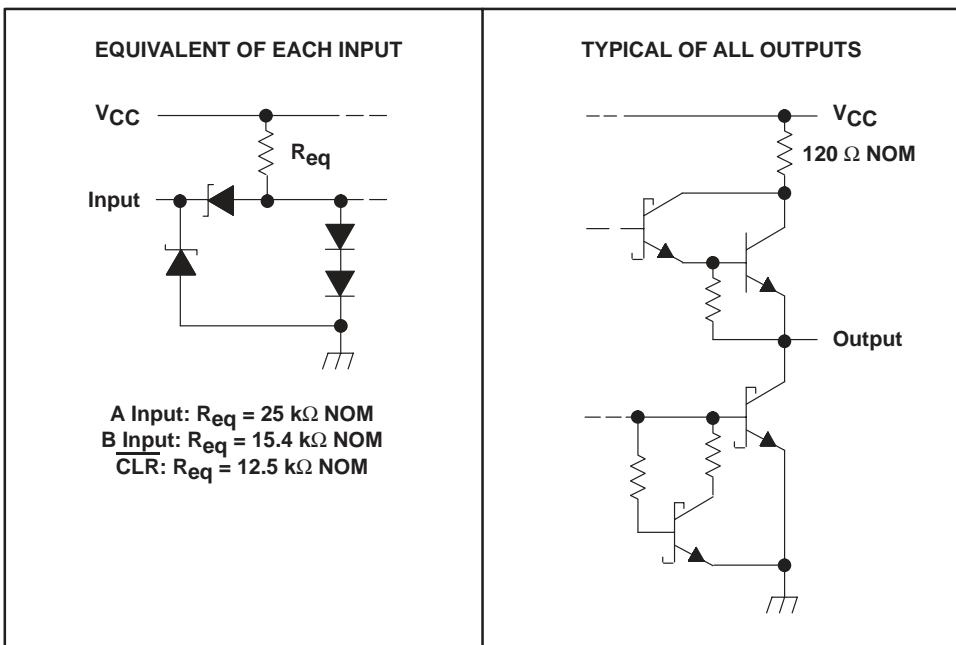 EQUIVALENT OF EACH INPUT
VCC
Req
Input
A Input: Req = 25 kΩ NOM
B Input: Req = 15.4 kΩ NOM
CLR: Req = 12.5 kΩ NOM
TYPICAL OF ALL OUTPUTS
VCC
120 Ω NOM
Output